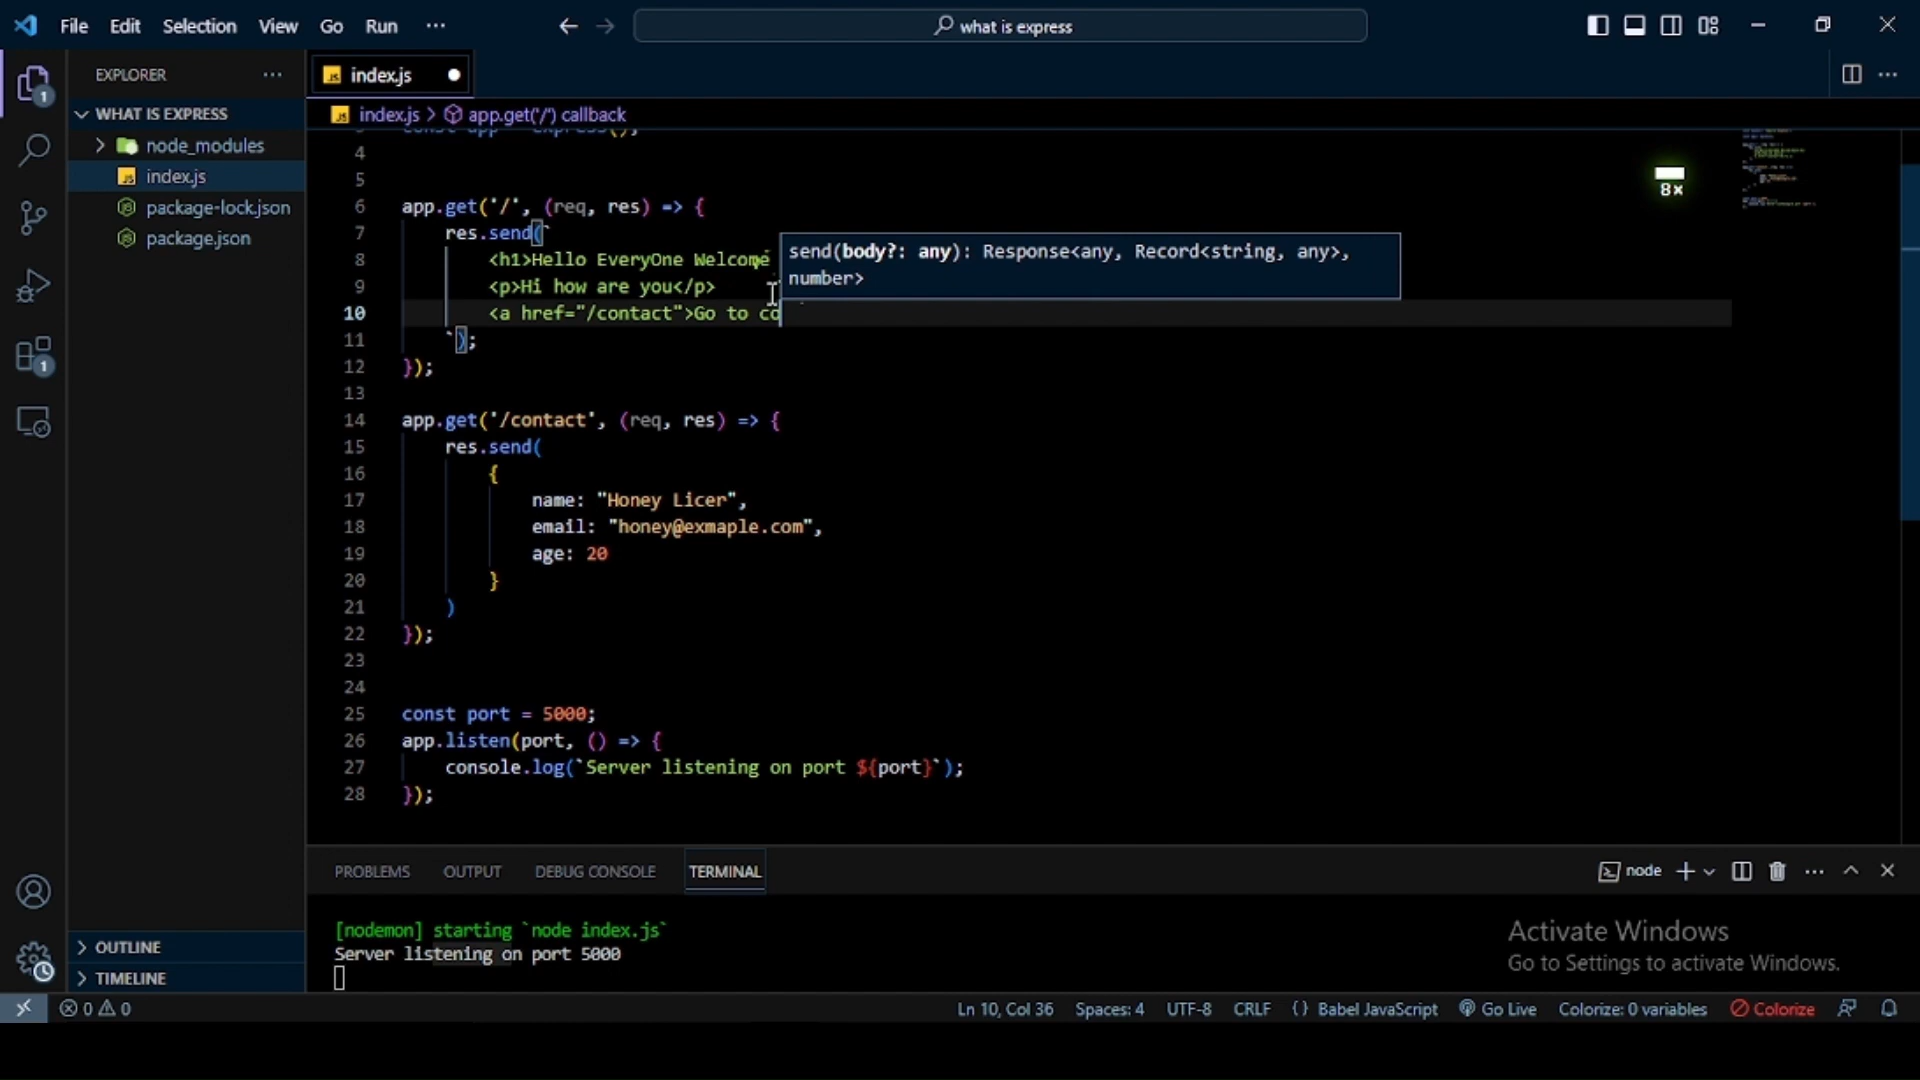 File Edit Selection View Go Run ···
what is express
EXPLORER ···
index.js
WHAT IS EXPRESS
index.js > app.get('/') callback
node_modules
index.js
package-lock.json
package.json
const app = express();
4
5
6 app.get('/', (req, res) => {
7 res.send(`
8 <h1>Hello EveryOne Welcome
9 <p>Hi how are you</p>
10 <a href="/contact">Go to co
11 `);
12 });
13
14 app.get('/contact', (req, res) => {
15 res.send(
16 {
17 name: "Honey Licer",
18 email: "honey@exmaple.com",
19 age: 20
20 }
21 )
22 });
23
24
25 const port = 5000;
26 app.listen(port, () => {
27 console.log(`Server listening on port ${port}`);
28 });
send(body?: any): Response<any, Record<string, any>,
number>
8×
PROBLEMS OUTPUT DEBUG CONSOLE TERMINAL
node
[nodemon] starting `node index.js`
Server listening on port 5000
Activate Windows
Go to Settings to activate Windows.
OUTLINE
TIMELINE
1
1
0 0
Ln 10, Col 36 Spaces: 4 UTF-8 CRLF {} Babel JavaScript Go Live Colorize: 0 variables Colorize